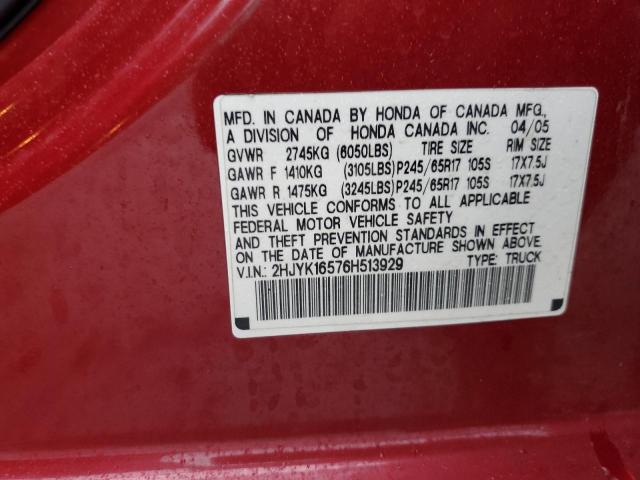 MFD. IN CANADA BY HONDA OF CANADA MFG.,
A DIVISION OF HONDA CANADA INC. 04/05
GVWR 2745KG (6050LBS) TIRE SIZE RIM SIZE
GAWR F 1410KG (3105LBS) P245/65R17 105S 17X7.5J
GAWR R 1475KG (3245LBS) P245/65R17 105S 17X7.5J
THIS VEHICLE CONFORMS TO ALL APPLICABLE
FEDERAL MOTOR VEHICLE SAFETY
AND THEFT PREVENTION STANDARDS IN EFFECT
ON THE DATE OF MANUFACTURE SHOWN ABOVE.
V.I.N.: 2HJYK16576H513929 TYPE: TRUCK